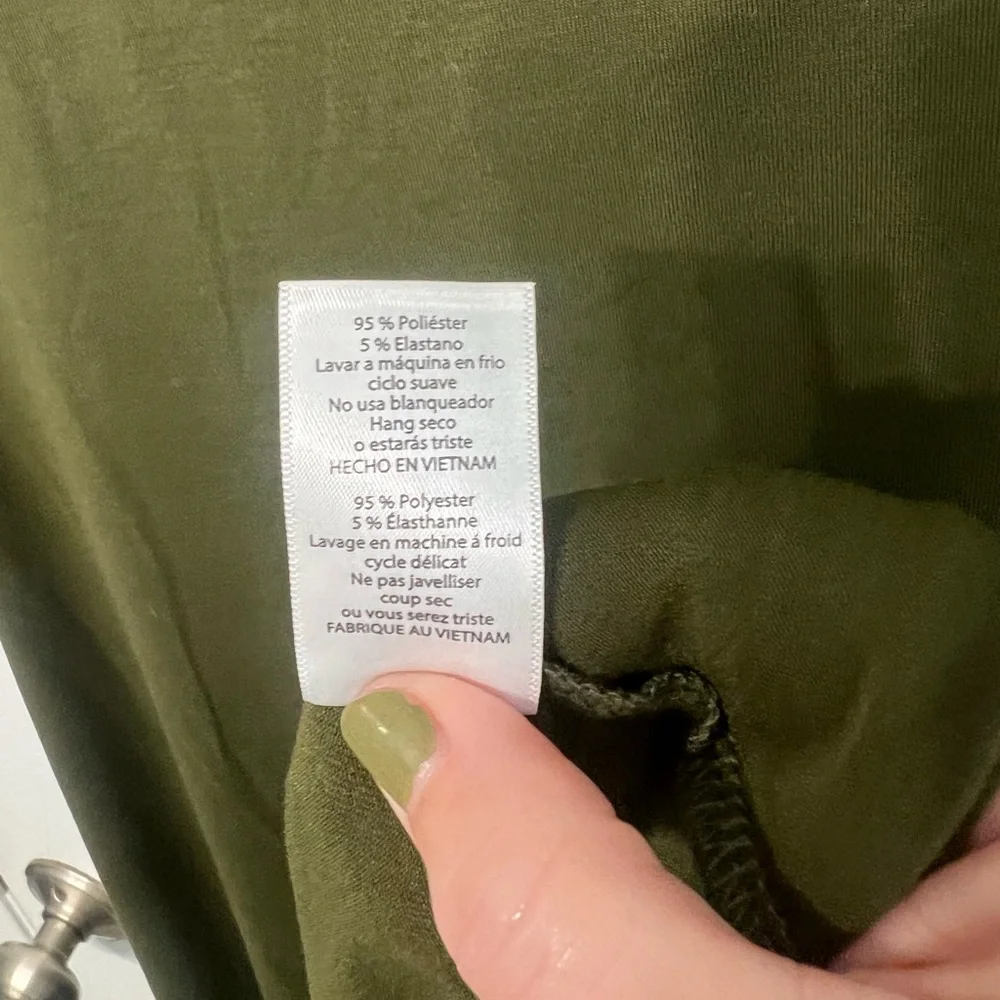 95 % Poliéster
5 % Elastano
Lavar a máquina en frio
ciclo suave
No usa blanqueador
Hang seco
o estarás triste
HECHO EN VIETNAM
95 % Polyester
5 % Élasthanne
Lavage en machine á froid
cycle délicat
Ne pas javelliser
coup sec
ou vous serez triste
FABRIQUE AU VIETNAM